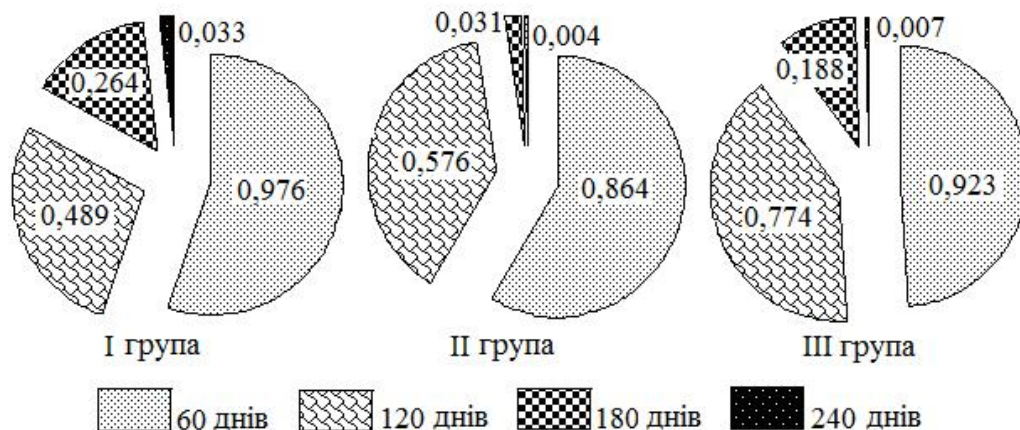 0,033
0,264
0,489
0,976
I група
0,031
0,004
0,576
0,864
II група
0,007
0,188
0,774
0,923
III група
60 днів
120 днів
180 днів
240 днів